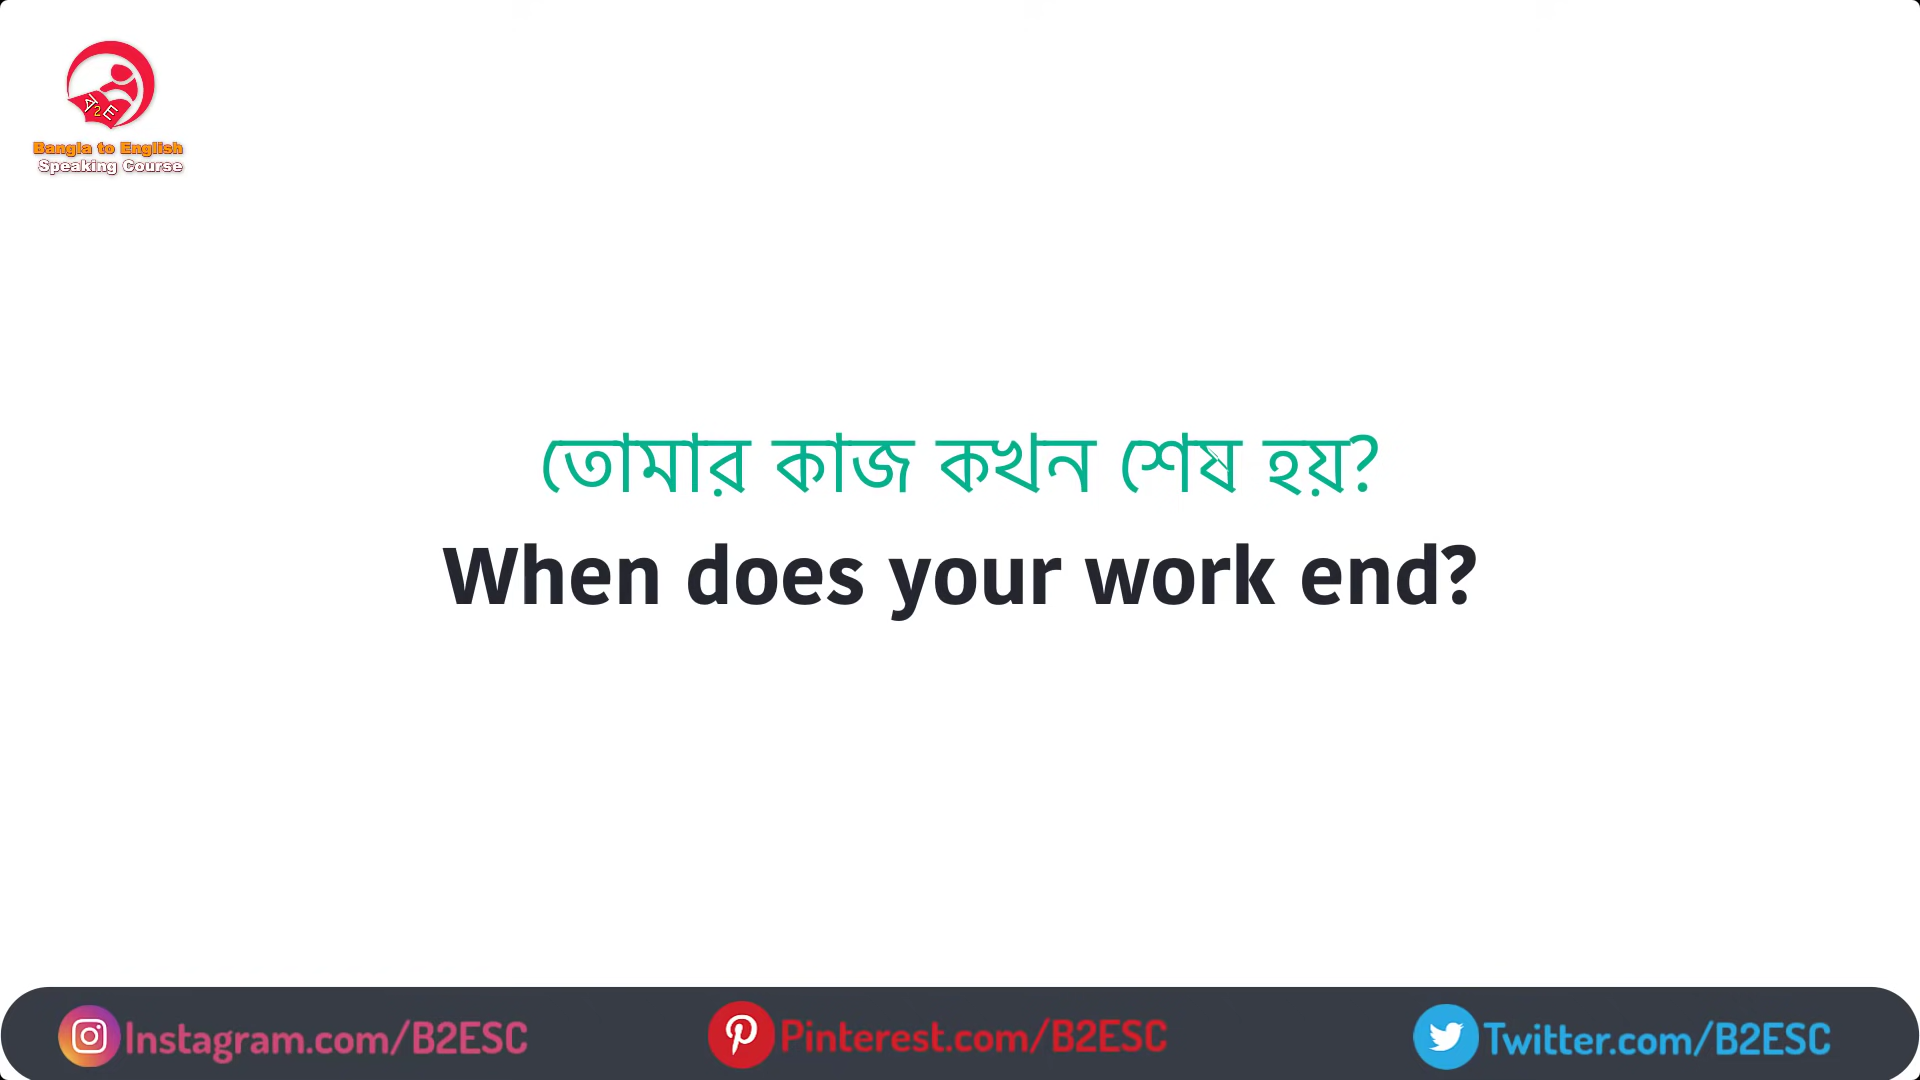 ব2E
Bangla to English
Speaking Course
তোমার কাজ কখন শেষ হয়?
When does your work end?
Instagram.com/B2ESC
Pinterest.com/B2ESC
Twitter.com/B2ESC